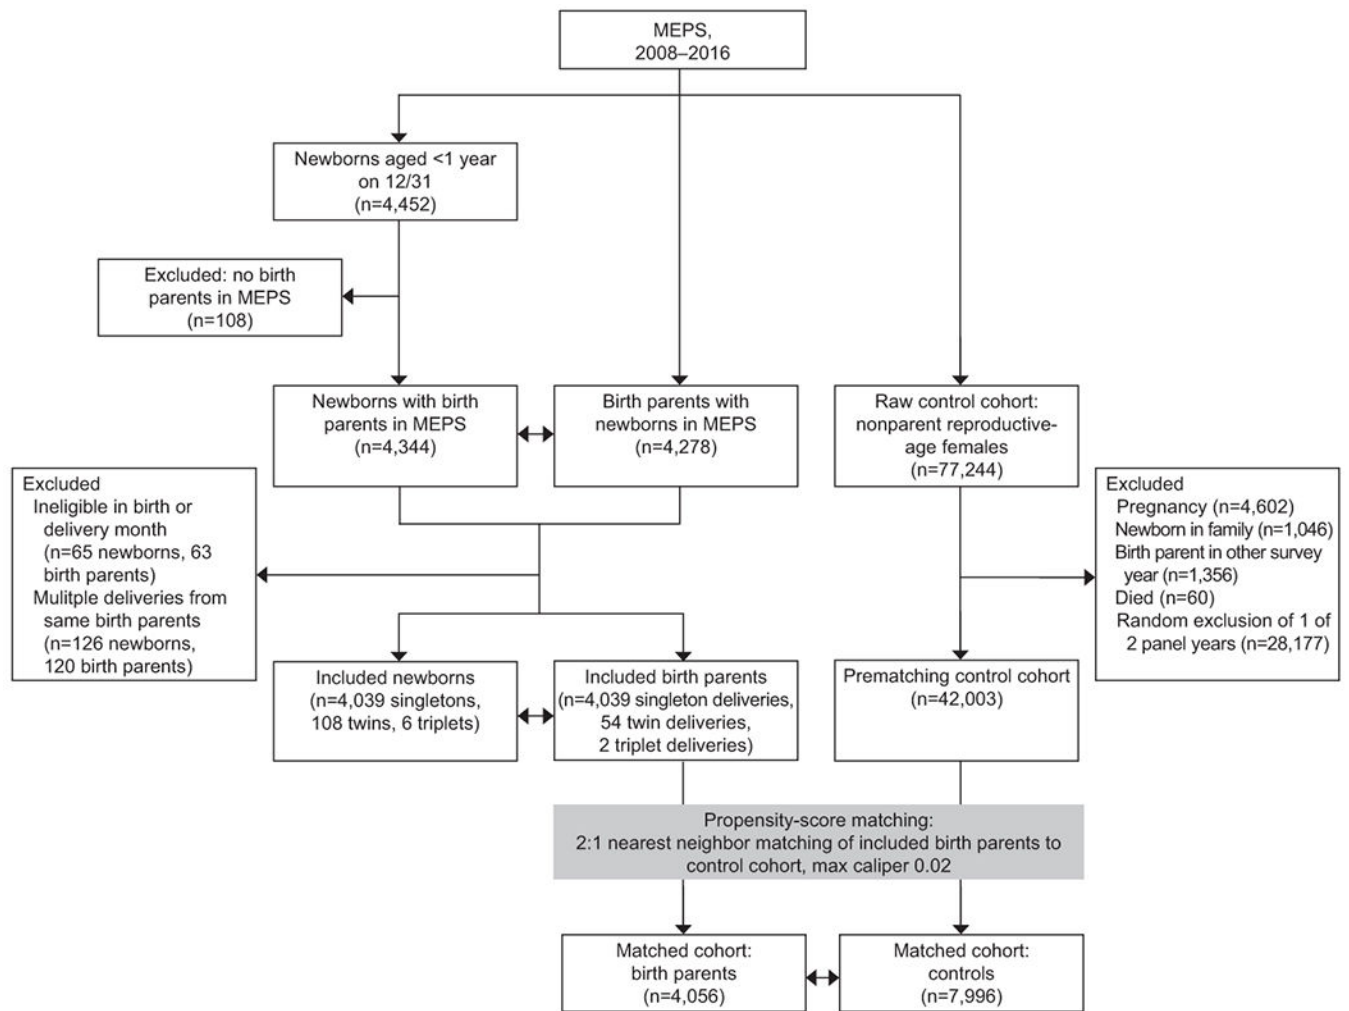 MEPS,
2008–2016
Newborns aged <1 year
on 12/31
(n=4,452)
Excluded: no birth
parents in MEPS
(n=108)
Newborns with birth
parents in MEPS
(n=4,344)
Birth parents with
newborns in MEPS
(n=4,278)
Raw control cohort:
nonparent reproductive-
age females
(n=77,244)
Excluded
Ineligible in birth or
delivery month
(n=65 newborns, 63
birth parents)
Mulitple deliveries from
same birth parents
(n=126 newborns,
120 birth parents)
Excluded
Pregnancy (n=4,602)
Newborn in family (n=1,046)
Birth parent in other survey
year (n=1,356)
Died (n=60)
Random exclusion of 1 of
2 panel years (n=28,177)
Included newborns
(n=4,039 singletons,
108 twins, 6 triplets)
Included birth parents
(n=4,039 singleton deliveries,
54 twin deliveries,
2 triplet deliveries)
Prematching control cohort
(n=42,003)
Propensity-score matching:
2:1 nearest neighbor matching of included birth parents to
control cohort, max caliper 0.02
Matched cohort:
birth parents
(n=4,056)
Matched cohort:
controls
(n=7,996)